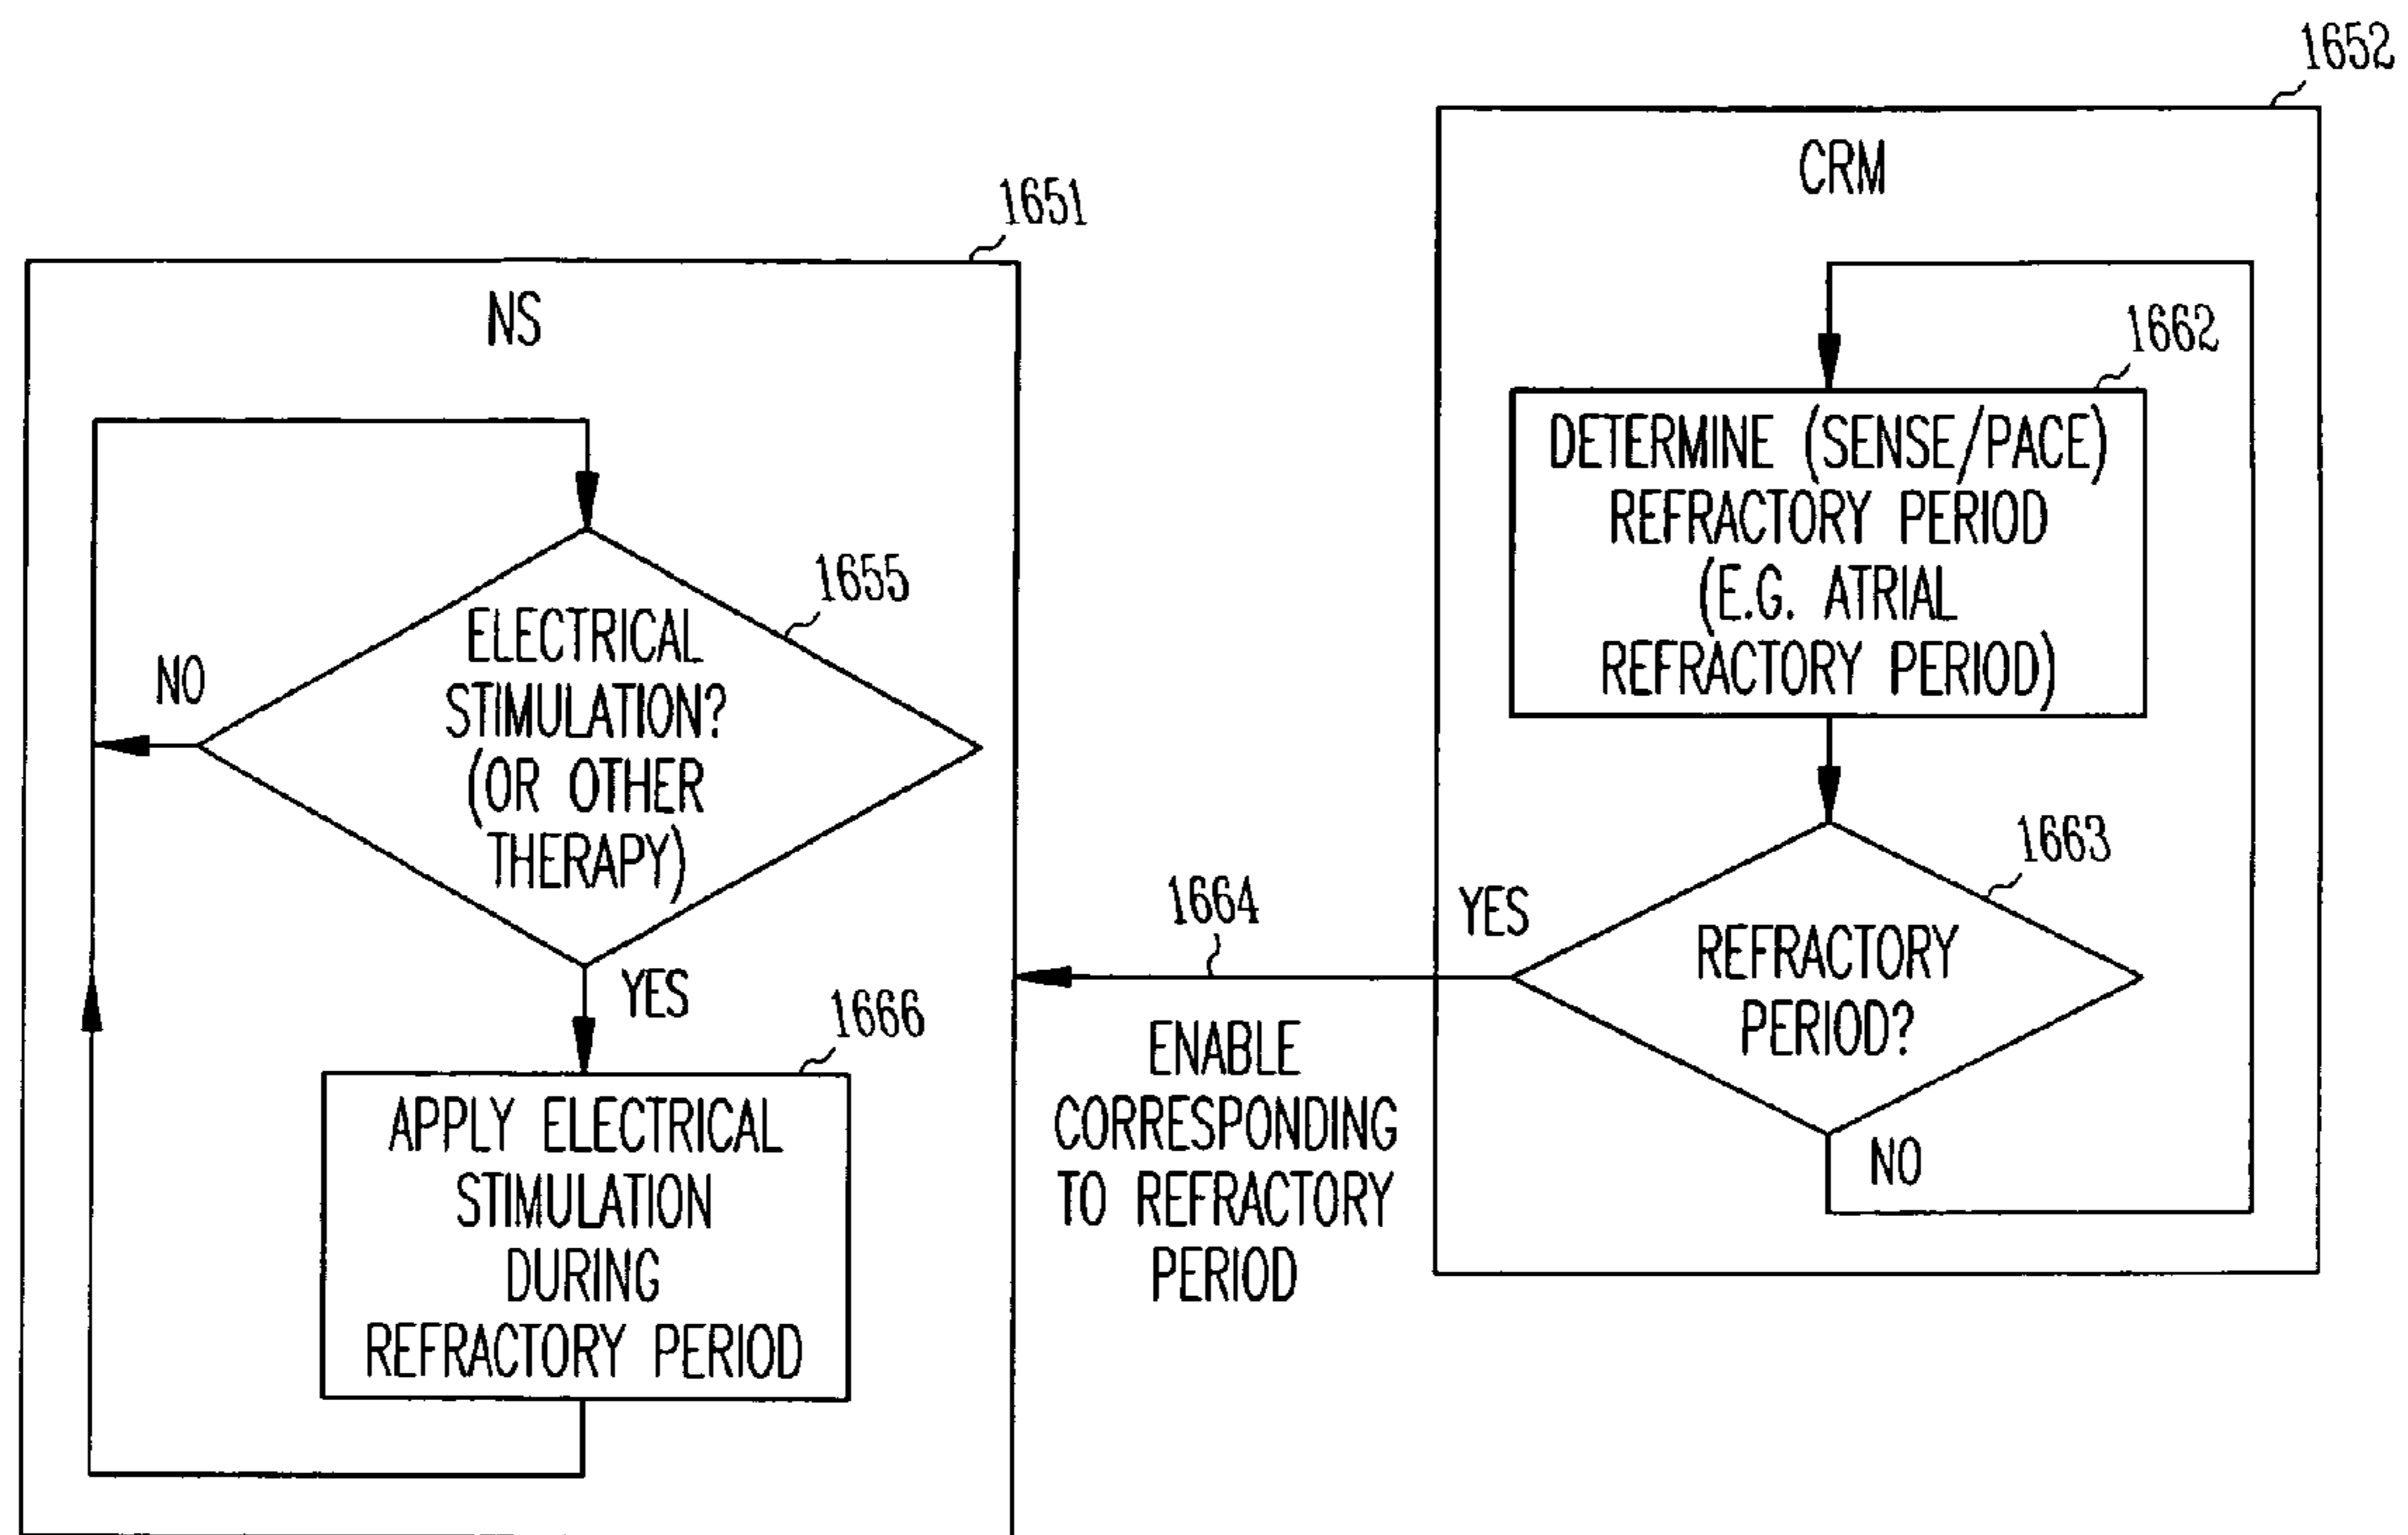 1652
CRM
1651
NS
1662
DETERMINE (SENSE/PACE)
REFRACTORY PERIOD
(E.G. ATRIAL
REFRACTORY PERIOD)
1655
ELECTRICAL
STIMULATION?
(OR OTHER
THERAPY)
NO
YES
1663
REFRACTORY
PERIOD?
YES
NO
1664
ENABLE
CORRESPONDING
TO REFRACTORY
PERIOD
1666
APPLY ELECTRICAL
STIMULATION
DURING
REFRACTORY PERIOD